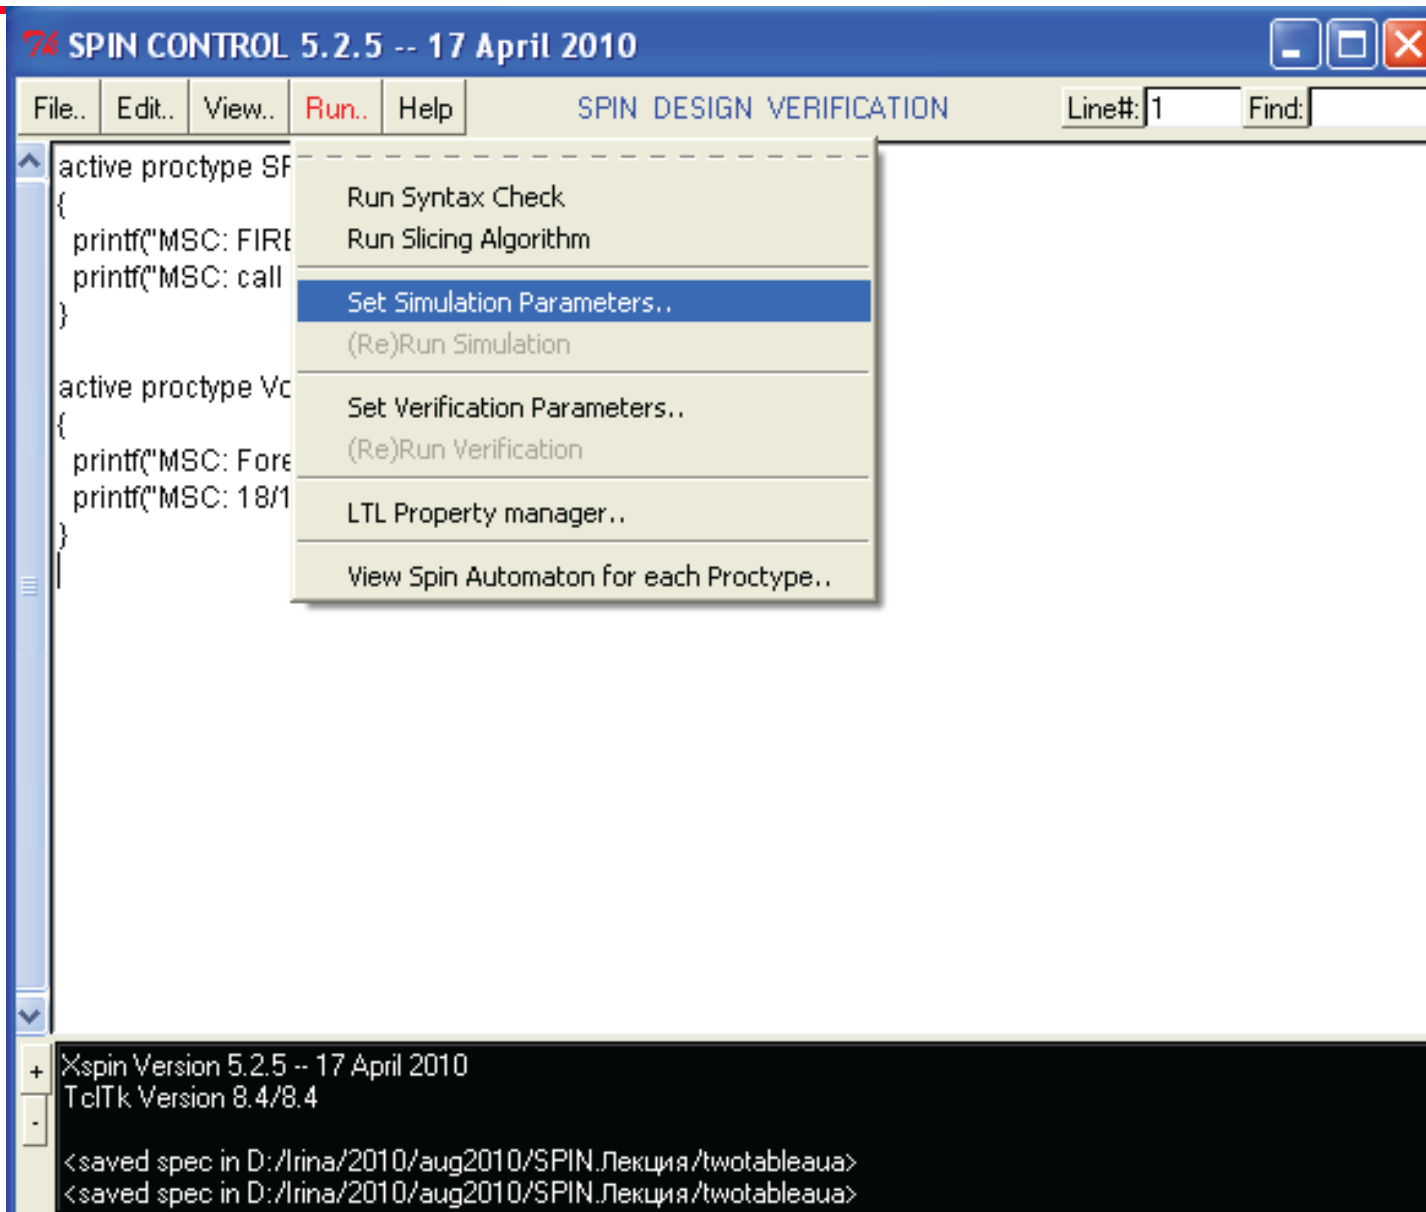 7k SPIN CONTROL 5.2.5 -- 17 April 2010
File.. Edit.. View.. Run.. Help SPIN DESIGN VERIFICATION Line#: 1 Find:
active proctype
{
printf("MSC:
printf("MSC: call
}
active proctype
{
printf("MSC:
printf("MSC: 18/1
}
Run Syntax Check
Run Slicing Algorithm
Set Simulation Parameters..
(Re)Run Simulation
Set Verification Parameters..
(Re)Run Verification
LTL Property manager..
View Spin Automaton for each Proctype..
+
-
Xspin Version 5.2.5 -- 17 April 2010
TclTk Version 8.4/8.4
<saved spec in D:/Irina/2010/aug2010/SPIN.Лекция/twotableaua>
<saved spec in D:/Irina/2010/aug2010/SPIN.Лекция/twotableaua>